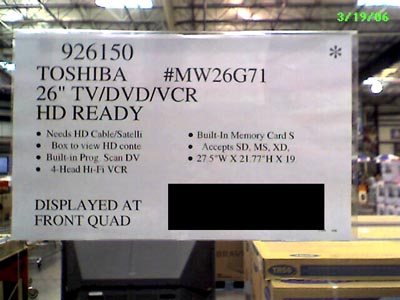 3/19/06
926150 *
TOSHIBA #MW26G71
26" TV/DVD/VCR
HD READY
• Needs HD Cable/Satelli
• Box to view HD conte
• Built-in Prog. Scan DV
• 4-Head Hi-Fi VCR
• Built-In Memory Card S
• Accepts SD, MS, XD,
• 27.5"W X 21.77"H X 19
DISPLAYED AT
FRONT QUAD
BRAVI